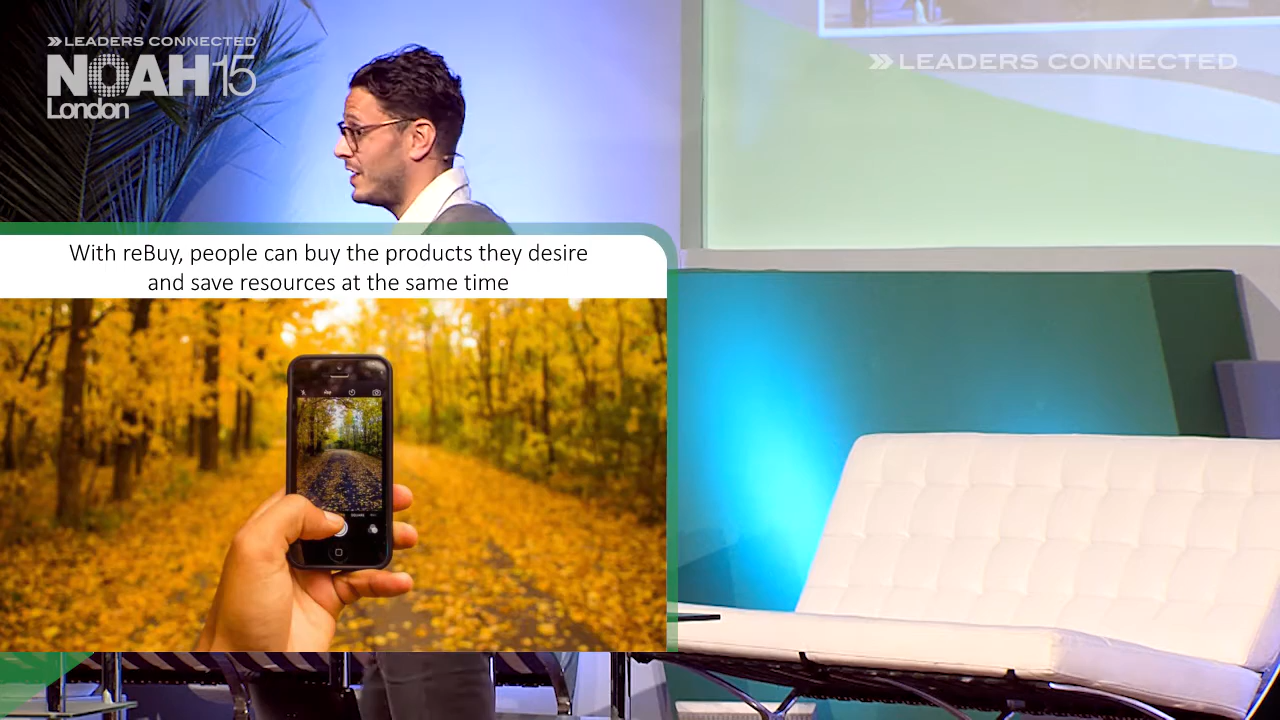 LEADERS CONNECTED
NOAH15
London
LEADERS CONNECTED
With reBuy, people can buy the products they desire
and save resources at the same time